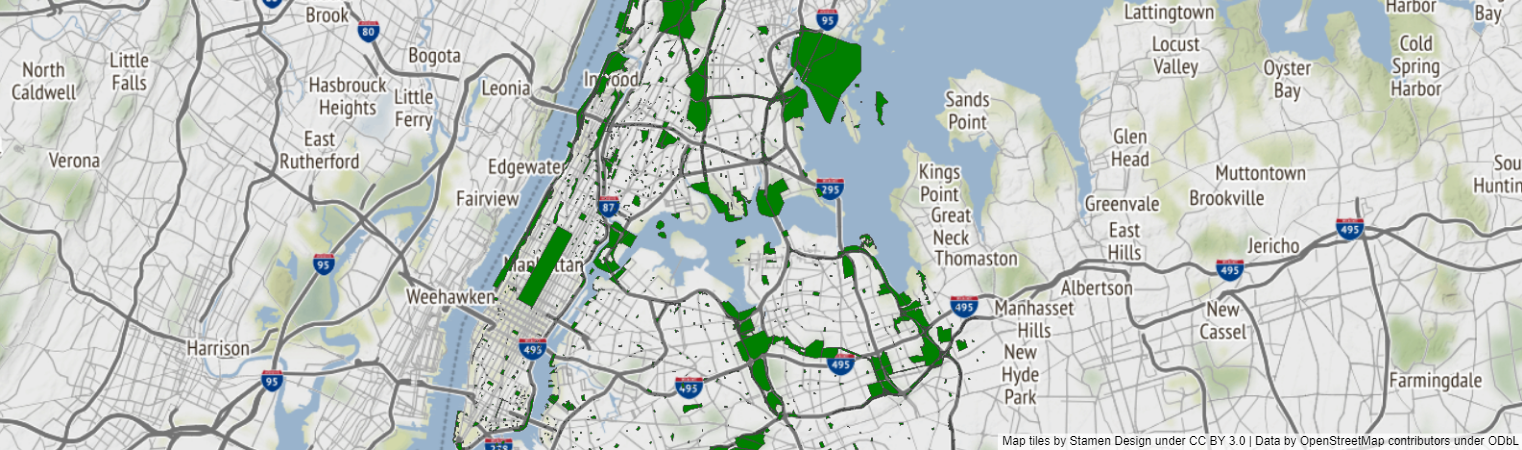 Brook
80
95
Lattingtown
Harbor
Bay
Bogota
Little
Falls
North
Caldwell
Hasbrouck
Heights
Little
Ferry
Leonia
Inwood
Locust
Valley
Cold
Spring
Harbor
Oyster
Bay
Sands
Point
East
Rutherford
Verona
Edgewater
Fairview
87
295
Kings
Point
Great
Neck
Thomaston
Glen
Head
Muttontown
Brookville
Greenvale
East
Hills
Jericho
495
495
95
Manhattan
Weehawken
Albertson
Manhasset
Hills
495
New
Cassel
Harrison
95
495
495
495
New
Hyde
Park
Farmingdale
278
Map tiles by Stamen Design under CC BY 3.0 | Data by OpenStreetMap contributors under ODbL